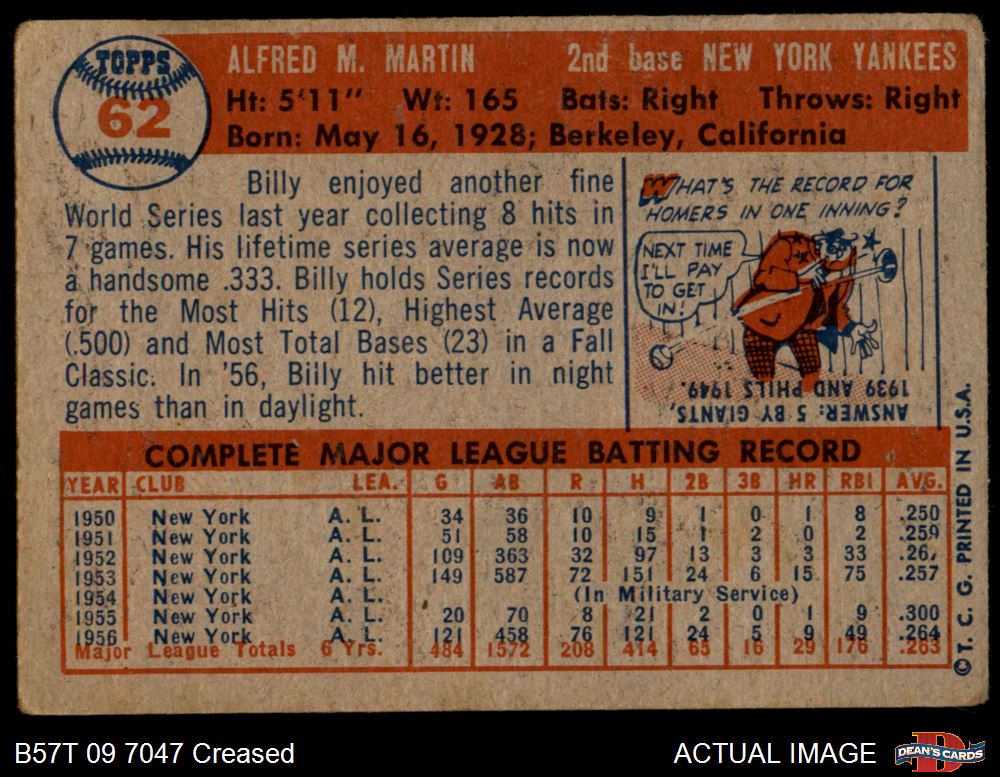 TOPPS
62
ALFRED M. MARTIN 2nd base NEW YORK YANKEES
Ht: 5'11" Wt: 165 Bats: Right Throws: Right
Born: May 16, 1928; Berkeley, California
Billy enjoyed another fine
World Series last year collecting 8 hits in
7 games. His lifetime series average is now
a handsome .333. Billy holds Series records
for the Most Hits (12), Highest Average
(.500) and Most Total Bases (23) in a Fall
Classic. In '56, Billy hit better in night
games than in daylight.
WHAT'S THE RECORD FOR
HOMERS IN ONE INNING?
NEXT TIME
I'LL PAY
TO GET
IN!
ANSWER: 5 BY GIANTS,
1939 AND PHILS 1949.
COMPLETE MAJOR LEAGUE BATTING RECORD
YEAR CLUB LEA. G AB R H 2B 3B HR RBI AVG.
1950 New York A. L. 34 36 10 9 1 0 1 8 .250
1951 New York A. L. 51 58 10 15 1 2 0 2 .259
1952 New York A. L. 109 363 32 97 13 3 3 33 .267
1953 New York A. L. 149 587 72 151 24 6 15 75 .257
1954 New York A. L. (In Military Service)
1955 New York A. L. 20 70 8 21 2 0 1 9 .300
1956 New York A. L. 121 458 76 121 24 5 9 49 .264
Major League Totals 6 Yrs. 484 1572 208 414 65 16 29 176 .263
© T. C. G. PRINTED IN U.S.A.
B57T 09 7047 Creased ACTUAL IMAGE
DEAN'S CARDS